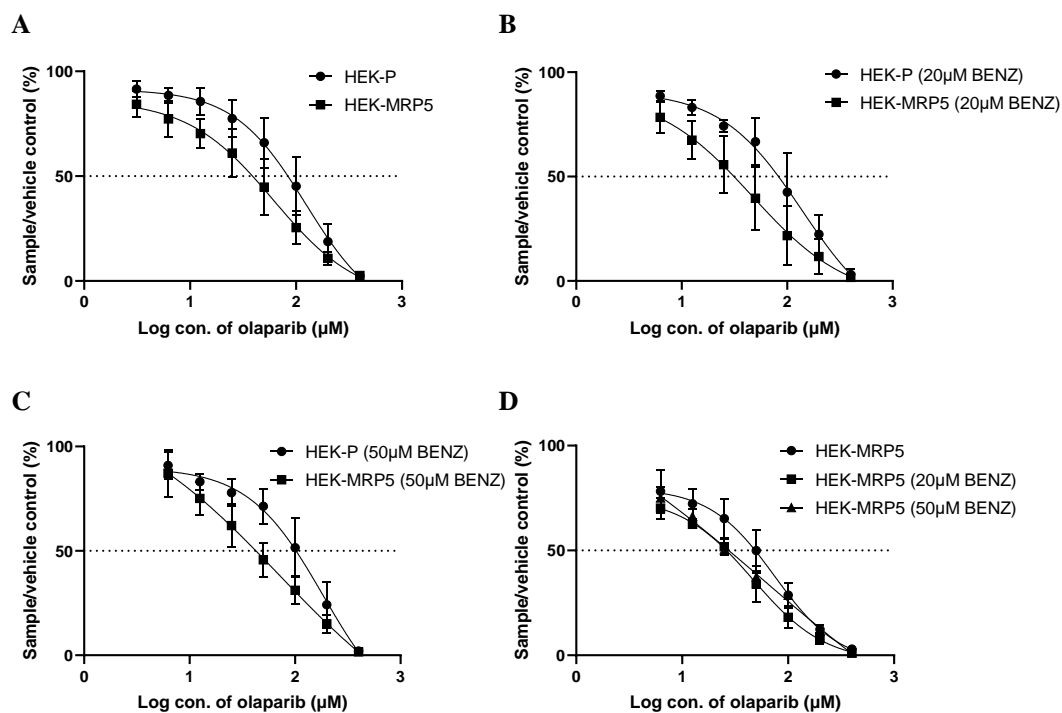 A
Sample/vehicle control (%)
100
50
0
0
1
2
3
Log con. of olaparib (µM)
HEK-P
HEK-MRP5
B
Sample/vehicle control (%)
100
50
0
0
1
2
3
Log con. of olaparib (µM)
HEK-P (20µM BENZ)
HEK-MRP5 (20µM BENZ)
C
Sample/vehicle control (%)
100
50
0
0
1
2
3
Log con. of olaparib (µM)
HEK-P (50µM BENZ)
HEK-MRP5 (50µM BENZ)
D
Sample/vehicle control (%)
100
50
0
0
1
2
3
Log con. of olaparib (µM)
HEK-MRP5
HEK-MRP5 (20µM BENZ)
HEK-MRP5 (50µM BENZ)